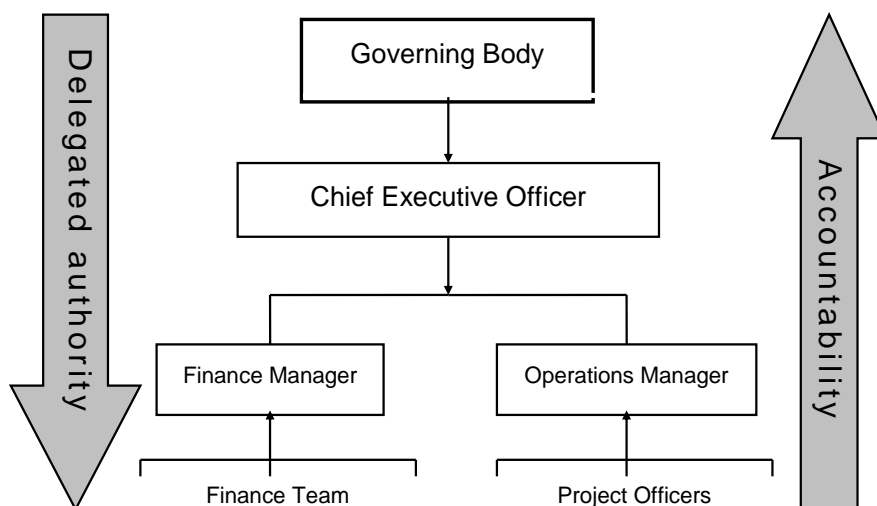 Governing Body
Delegated authority
Accountability
Chief Executive Officer
Finance Manager
Operations Manager
Finance Team
Project Officers